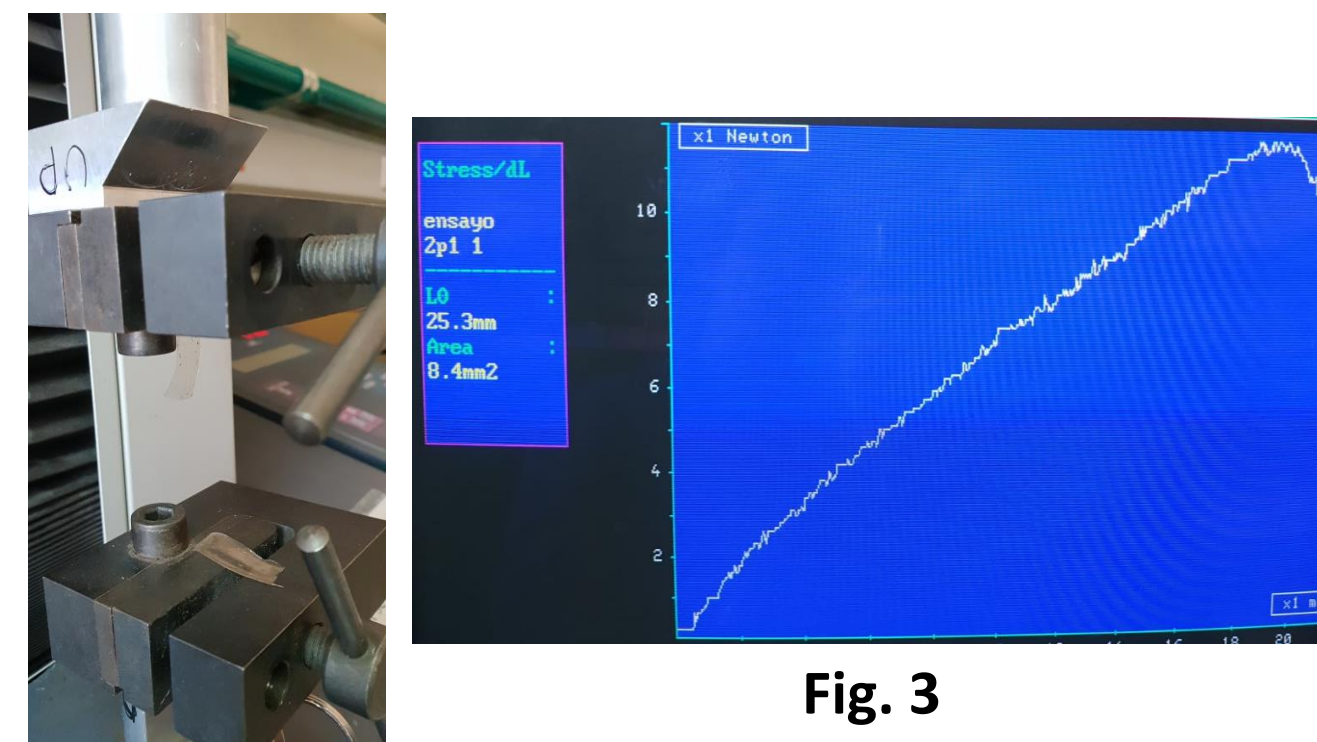 UP
x1 Newton
Stress/dL
ensayo
2p1 1
L0 :
25.3mm
Area :
8.4mm2
10
8
6
4
2
x1 m
16
18
20
Fig. 3